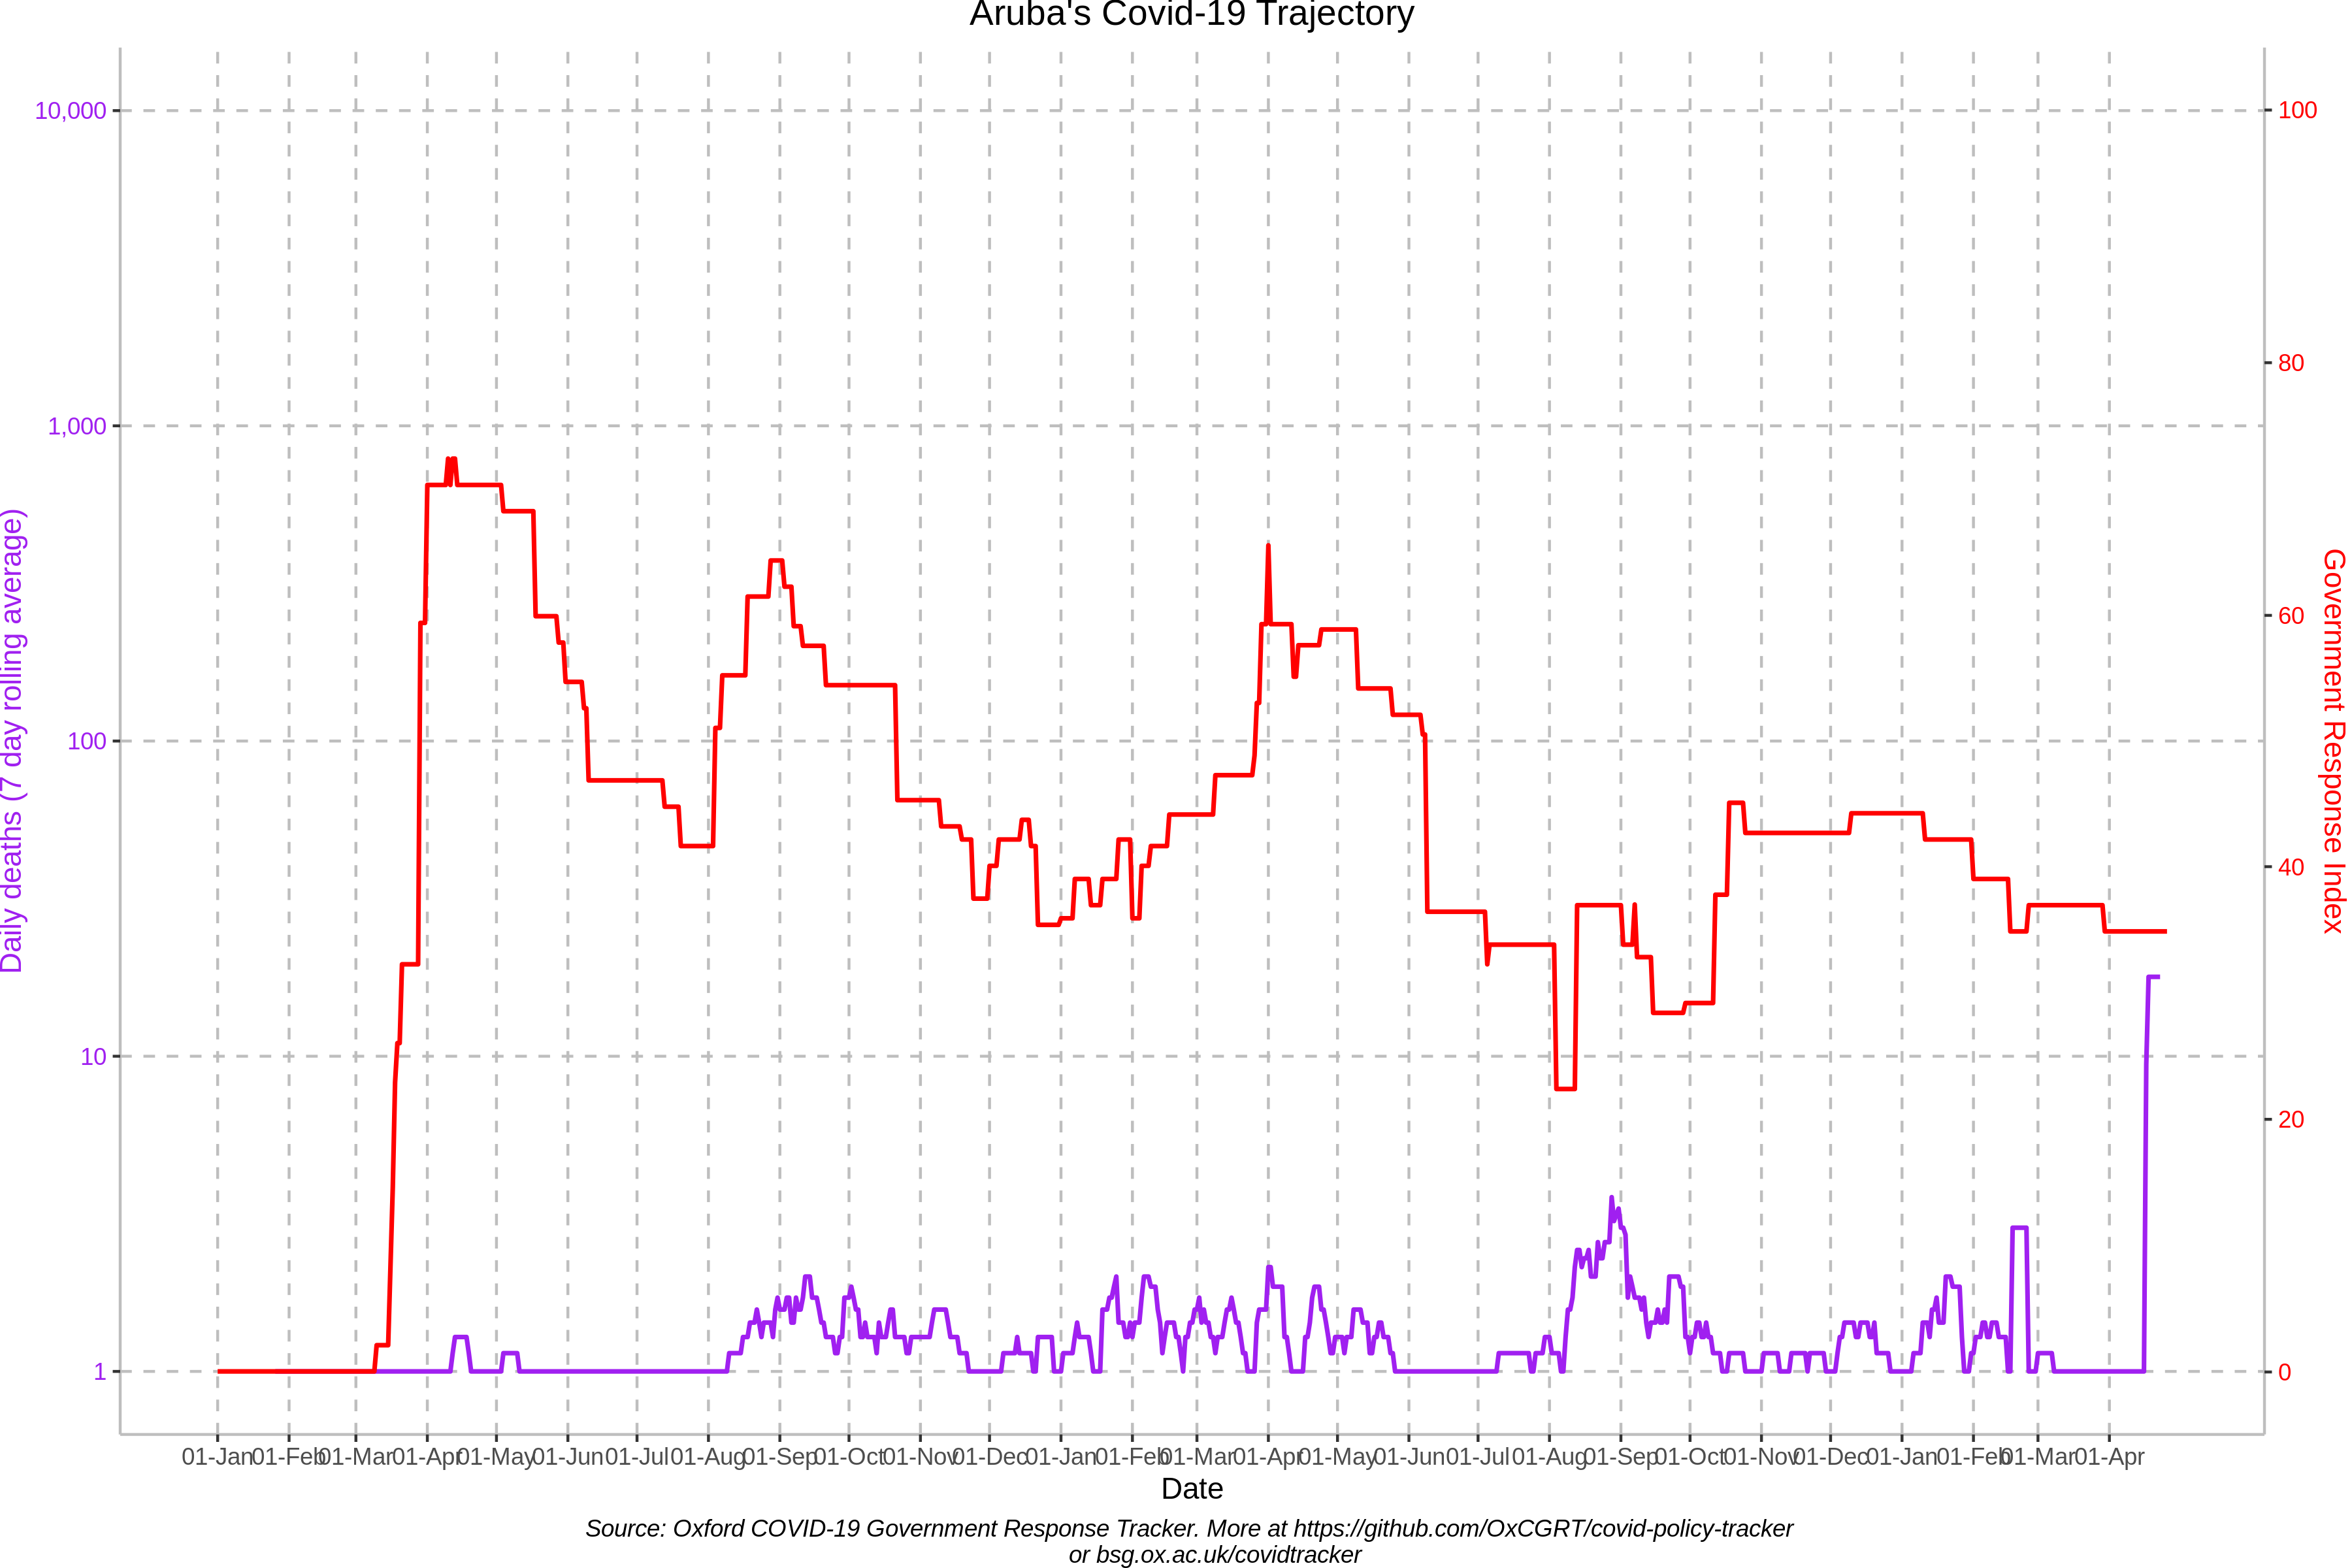 Aruba's Covid-19 Trajectory
10,000
1,000
100
10
1
Daily deaths (7 day rolling average)
100
80
60
40
20
0
Government Response Index
01-Jan 01-Feb 01-Mar 01-Apr 01-May 01-Jun 01-Jul 01-Aug 01-Sep 01-Oct 01-Nov 01-Dec 01-Jan 01-Feb 01-Mar 01-Apr 01-May 01-Jun 01-Jul 01-Aug 01-Sep 01-Oct 01-Nov 01-Dec 01-Jan 01-Feb 01-Mar 01-Apr
Date
Source: Oxford COVID-19 Government Response Tracker. More at https://github.com/OxCGRT/covid-policy-tracker
or bsg.ox.ac.uk/covidtracker